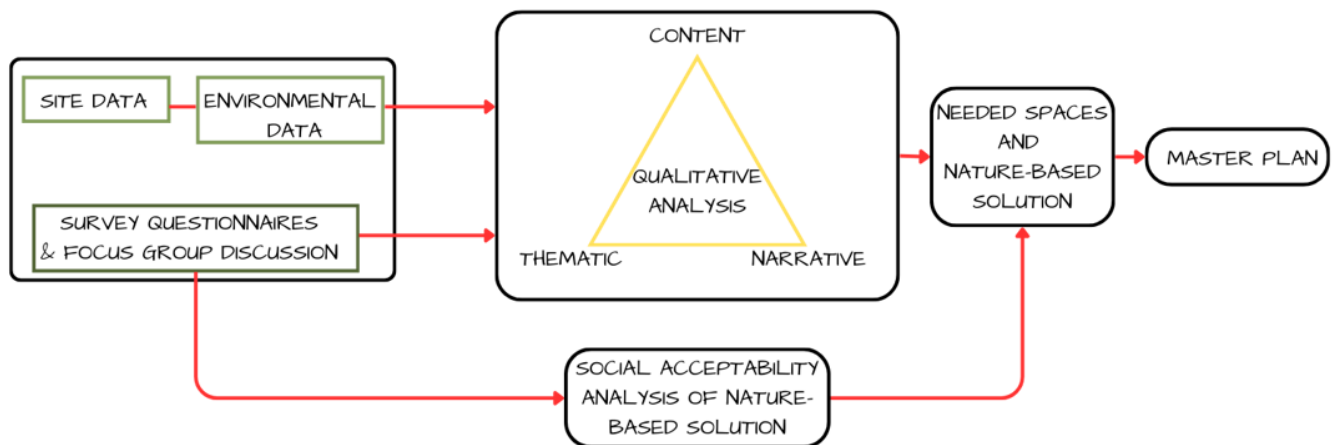 SITE DATA
ENVIRONMENTAL
DATA
SURVEY QUESTIONNAIRES
& FOCUS GROUP DISCUSSION
CONTENT
QUALITATIVE
ANALYSIS
THEMATIC
NARRATIVE
SOCIAL ACCEPTABILITY
ANALYSIS OF NATURE-
BASED SOLUTION
NEEDED SPACES
AND
NATURE-BASED
SOLUTION
MASTER PLAN